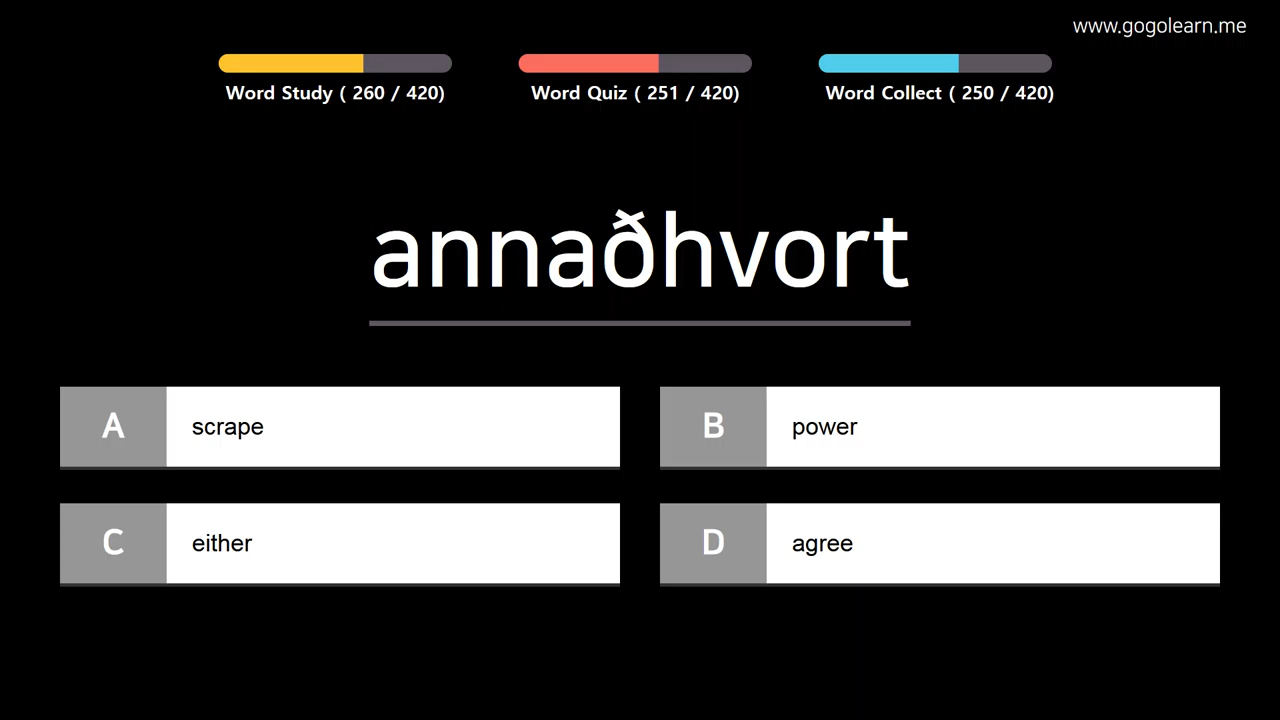 www.gogolearn.me
Word Study ( 260 / 420)
Word Quiz ( 251 / 420)
Word Collect ( 250 / 420)
annaðhvort
A scrape
B power
C either
D agree